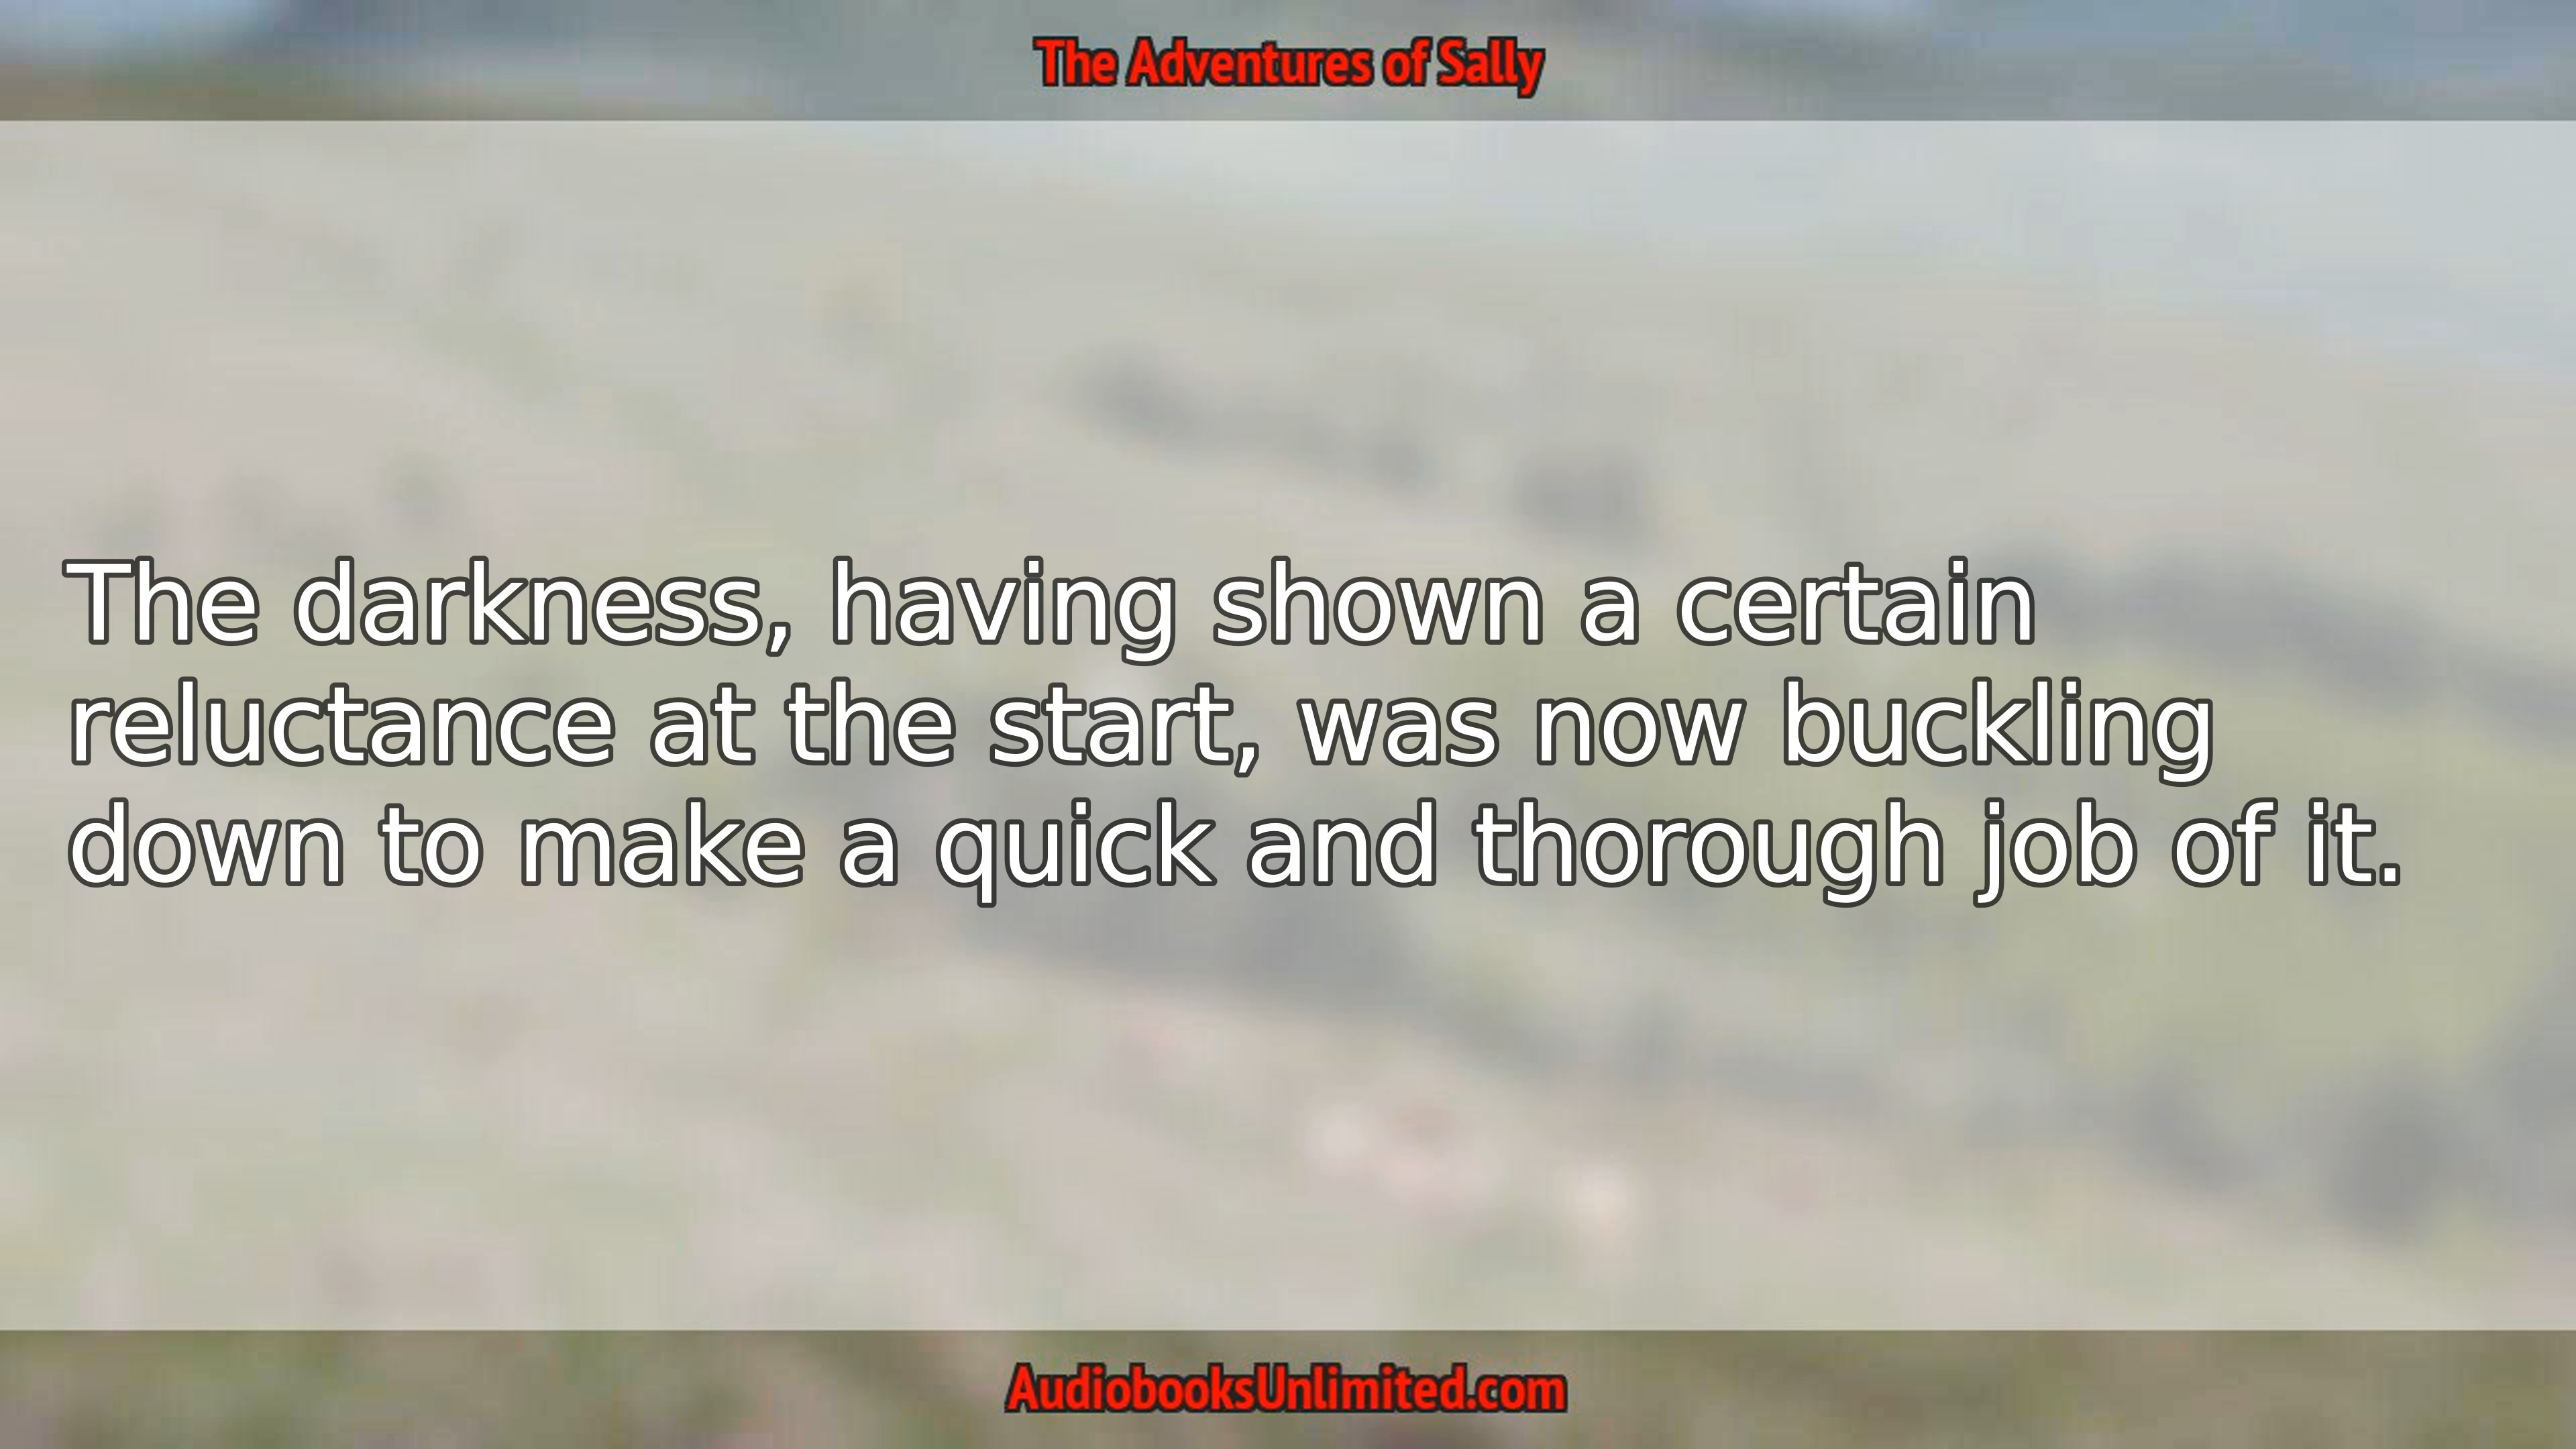 The Adventures of Sally
The darkness, having shown a certain
reluctance at the start, was now buckling
down to make a quick and thorough job of it.
AudiobooksUnlimited.com